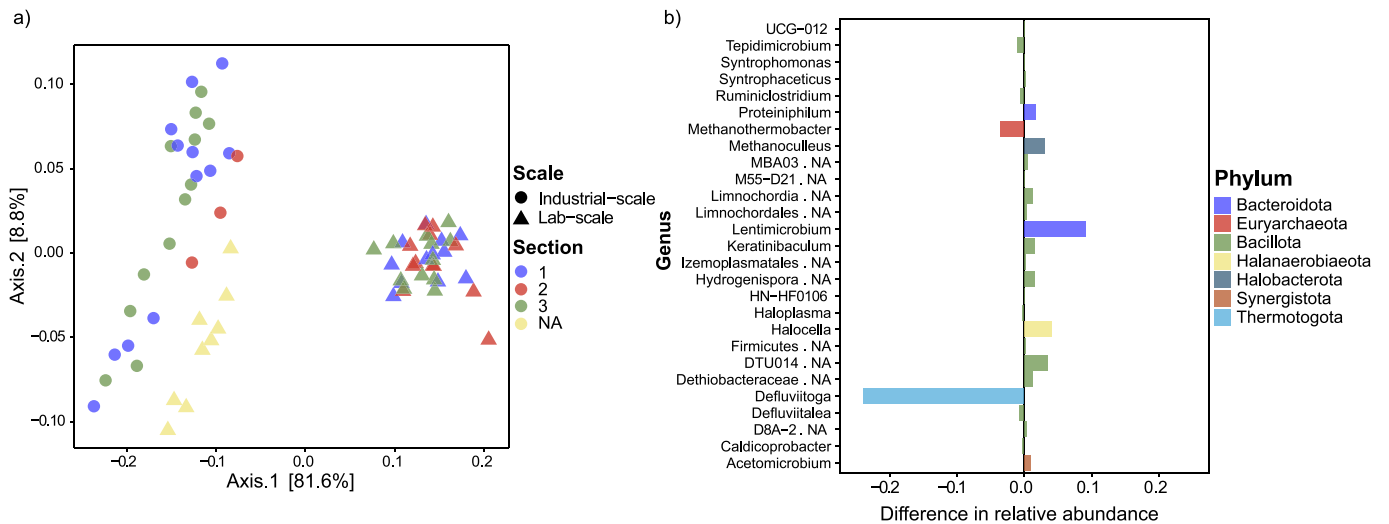 a)
0.10
0.05
0.00
−0.05
−0.10
Axis.2 [8.8%]
−0.2
−0.1
0.0
0.1
0.2
Axis.1 [81.6%]
Scale
Industrial−scale
Lab−scale
Section
1
2
3
NA
b)
Genus
UCG−012
Tepidimicrobium
Syntrophomonas
Syntrophaceticus
Ruminiclostridium
Proteiniphilum
Methanothermobacter
Methanoculleus
MBA03 . NA
M55−D21 . NA
Limnochordia . NA
Limnochordales . NA
Lentimicrobium
Keratinibaculum
Izemoplasmatales . NA
Hydrogenispora . NA
HN−HF0106
Haloplasma
Halocella
Firmicutes . NA
DTU014 . NA
Dethiobacteraceae . NA
Defluviitoga
Defluviitalea
D8A−2 . NA
Caldicoprobacter
Acetomicrobium
−0.2
−0.1
0.0
0.1
0.2
Difference in relative abundance
Phylum
Bacteroidota
Euryarchaeota
Bacillota
Halanaerobiaeota
Halobacterota
Synergistota
Thermotogota